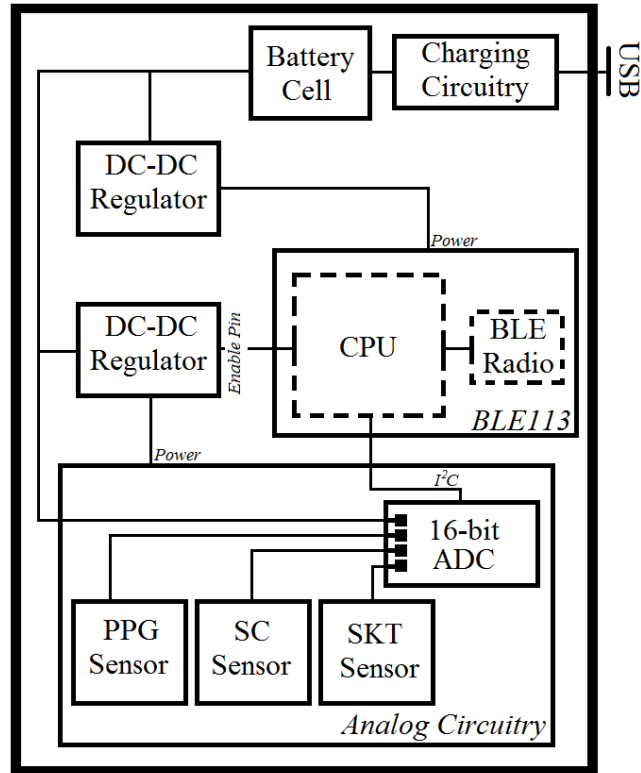 Battery
Cell
Charging
Circuitry
USB
DC-DC
Regulator
Power
DC-DC
Regulator
Enable Pin
CPU
BLE
Radio
BLE113
Power
I²C
16-bit
ADC
PPG
Sensor
SC
Sensor
SKT
Sensor
Analog Circuitry